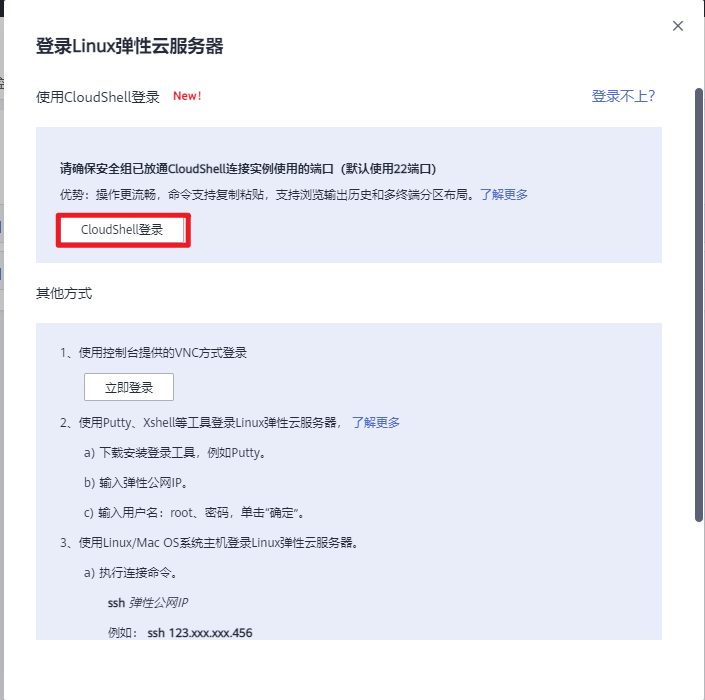 登录Linux弹性云服务器
使用CloudShell登录 New!
登录不上?
请确保安全组已放通CloudShell连接实例使用的端口（默认使用22端口)
优势：操作更流畅，命令支持复制粘贴，支持浏览输出历史和多终端分区布局。了解更多
CloudShell登录
其他方式
1、使用控制台提供的VNC方式登录
立即登录
2、使用Putty、Xshell等工具登录Linux弹性云服务器， 了解更多
a) 下载安装登录工具，例如Putty。
b) 输入弹性公网IP。
c) 输入用户名：root、密码，单击“确定”。
3、使用Linux/Mac OS系统主机登录Linux弹性云服务器。
a) 执行连接命令。
ssh 弹性公网IP
例如： ssh 123.xxx.xxx.456